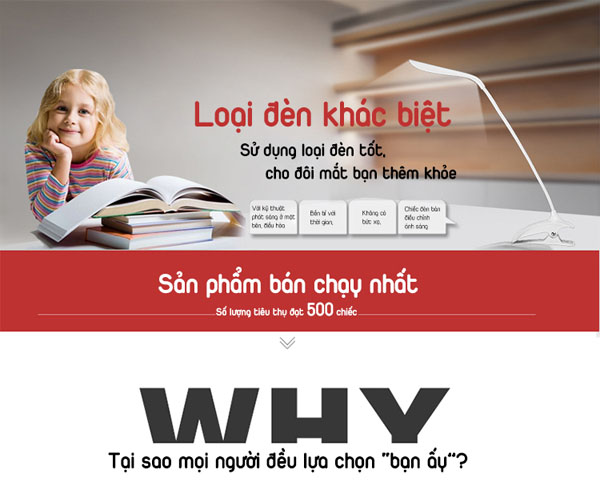 Loại đèn khác biệt
Sử dụng loại đèn tốt,
cho đôi mắt bạn thêm khỏe
Với kỹ thuật
phát sáng ở mặt
bên, điều hòa
Bền bỉ với
thời gian,
Không có
bức xạ,
Chiếc đèn bàn
điều chỉnh
ánh sáng
Sản phẩm bán chạy nhất
Số lượng tiêu thụ đạt 500 chiếc
WHY
Tại sao mọi người đều lựa chọn "bạn ấy"?